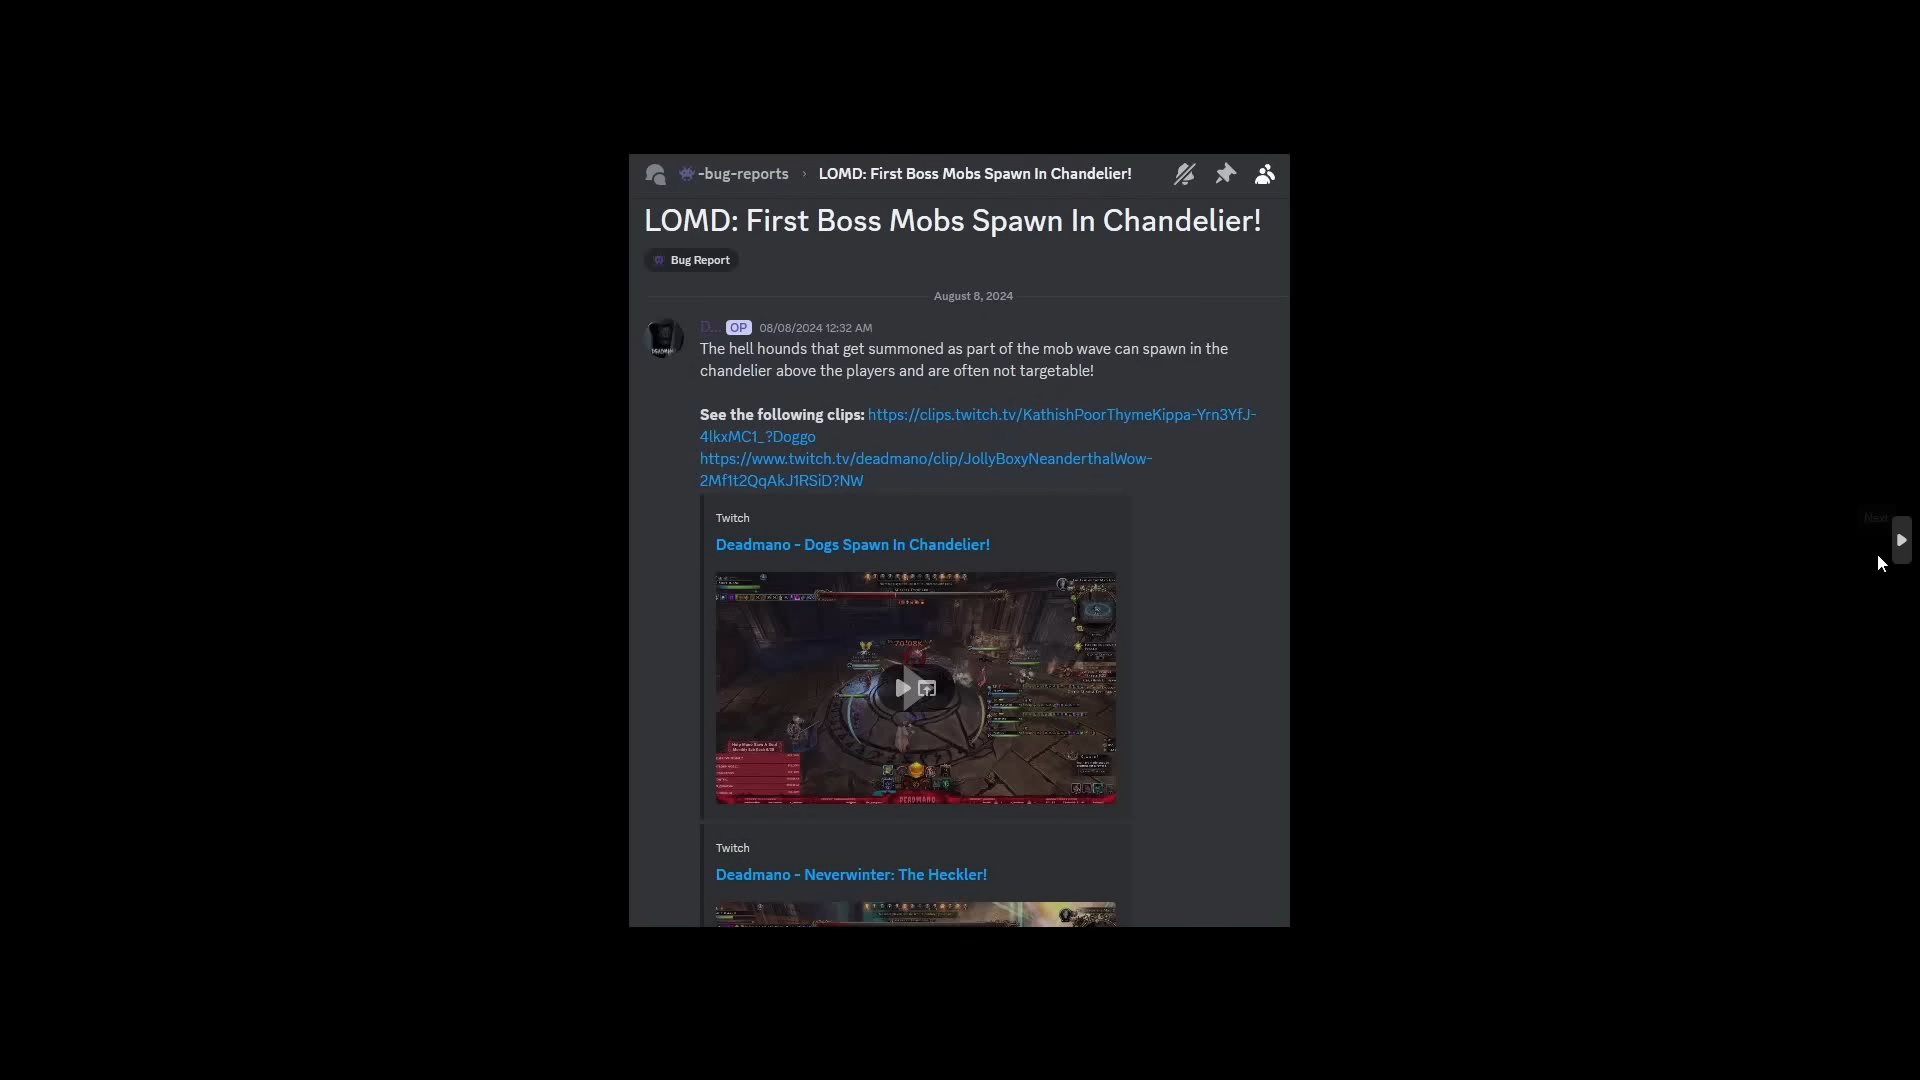 -bug-reports › LOMD: First Boss Mobs Spawn In Chandelier!
LOMD: First Boss Mobs Spawn In Chandelier!
Bug Report
August 8, 2024
D... OP 08/08/2024 12:32 AM
The hell hounds that get summoned as part of the mob wave can spawn in the
chandelier above the players and are often not targetable!
See the following clips: https://clips.twitch.tv/KathishPoorThymeKippa-Yrn3YfJ-
4lkxMC1_?Doggo
https://www.twitch.tv/deadmano/clip/JollyBoxyNeanderthalWow-
2Mf1t2QqAkJ1RSiD?NW
Next
Twitch
Deadmano - Dogs Spawn In Chandelier!
DEADMANO
Twitch
Deadmano - Neverwinter: The Heckler!